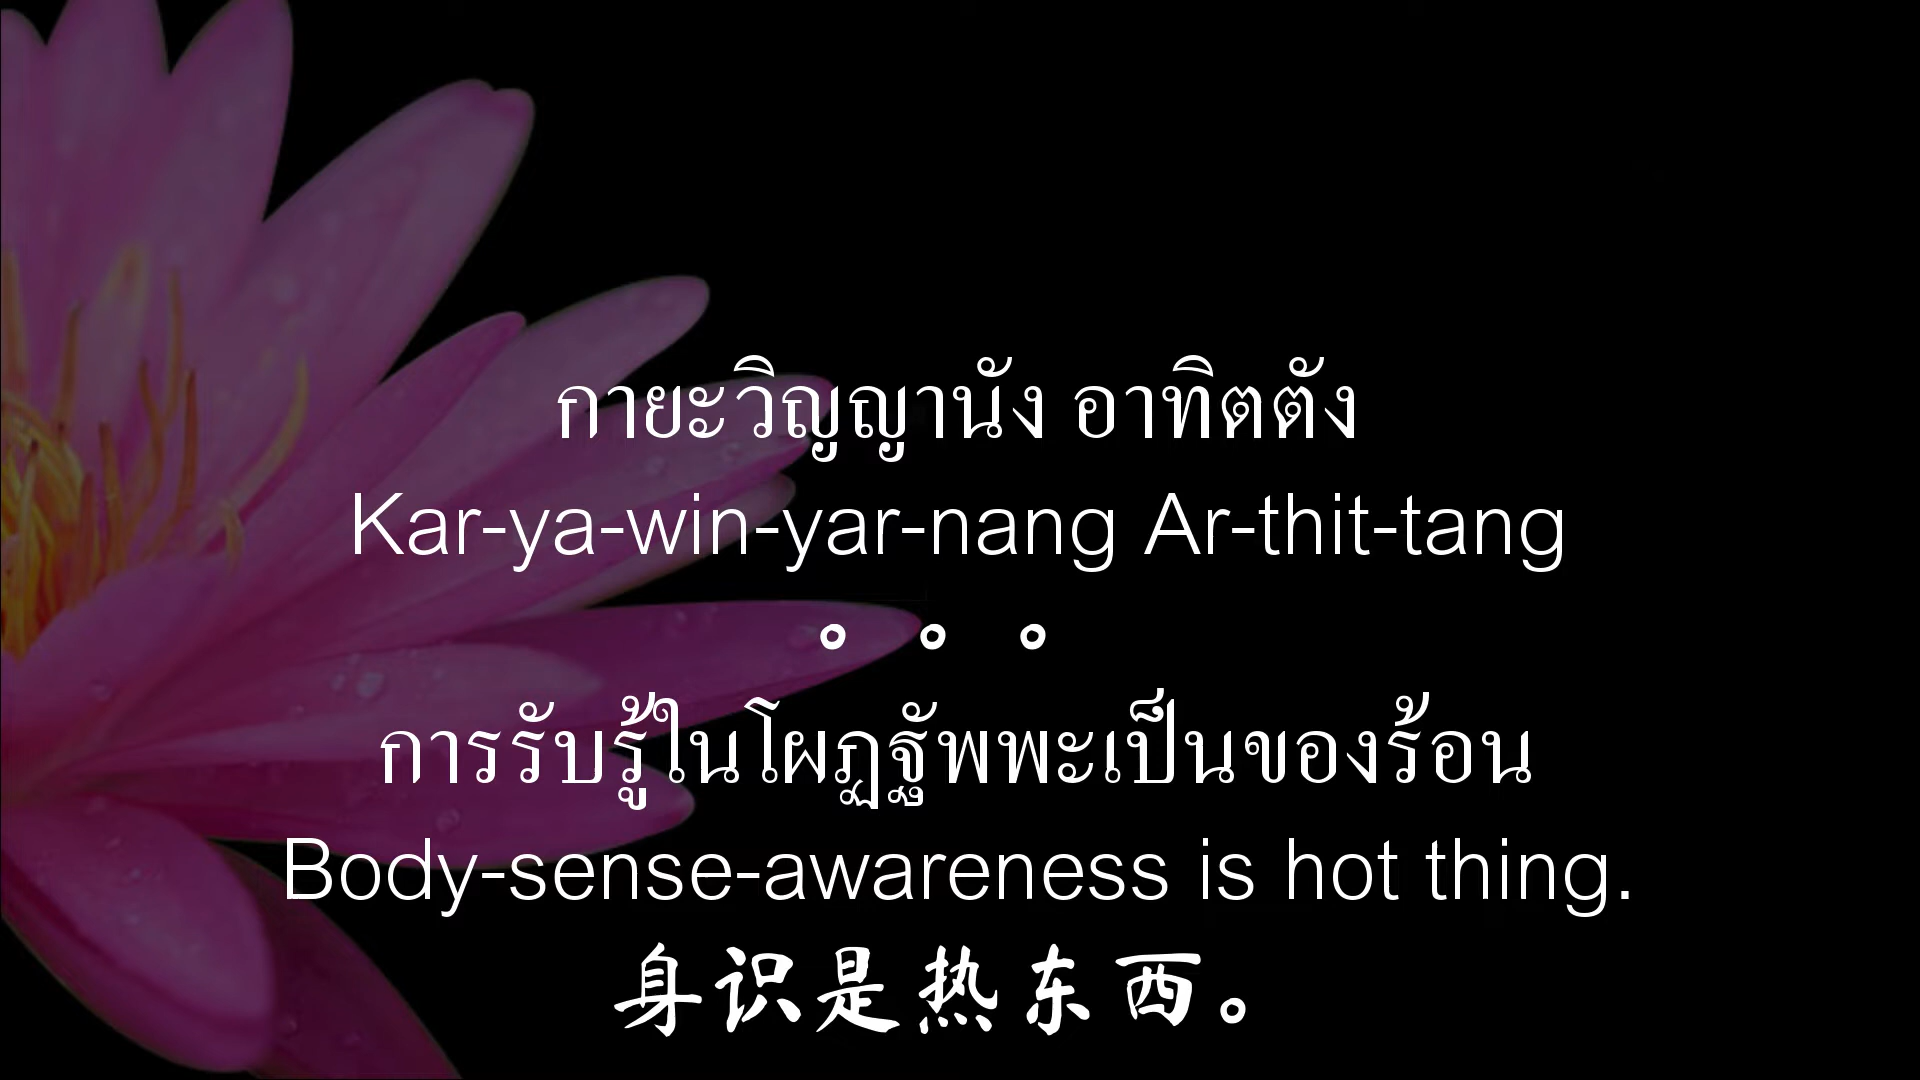 กายะวิญญานัง อาทิตตัง
Kar-ya-win-yar-nang Ar-thit-tang
。。。
การรับรู้ในโผฏฐัพพะเป็นของร้อน
Body-sense-awareness is hot thing.
身识是热东西。